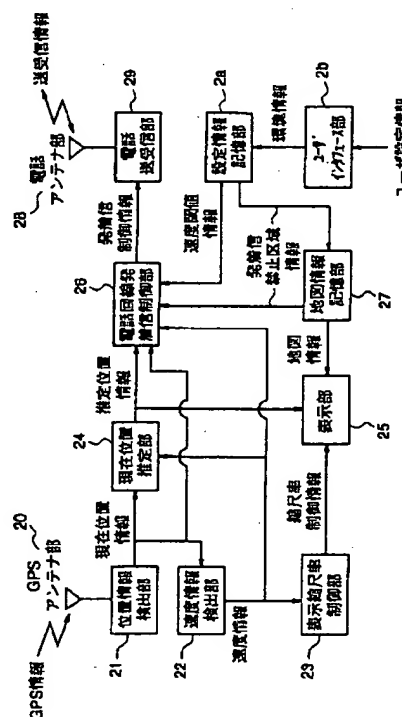 GPS情報
20
GPS
アンテナ部
21
位置情報
検出部
現在位置
情報
22
速度情報
検出部
速度情報
23
表示縮尺率
制御部
縮尺率
制御情報
24
現在位置
推定部
推定位置
情報
25
表示部
地図
情報
26
電話回線発
着信制御部
発着信
制御情報
27
地図情報
記憶部
発着信
禁止区域
情報
速度閾値
情報
28 電話
アンテナ部
送受信情報
29
電話
送受信部
2a
設定情報
記憶部
環境情報
2b
ユーザ
インタフェース部